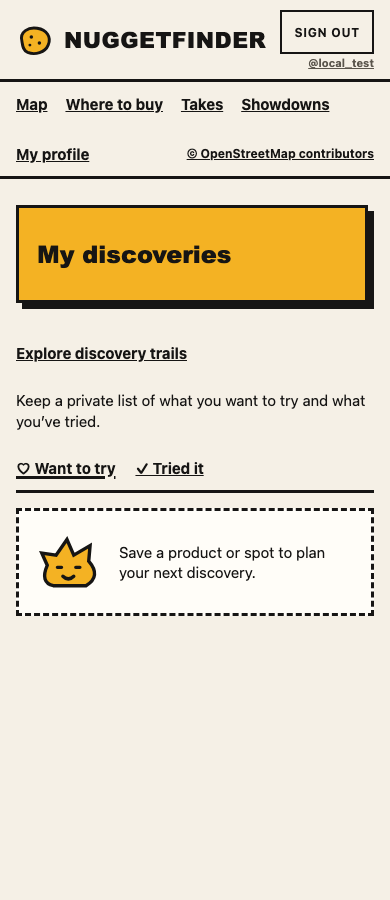 NUGGETFINDER
SIGN OUT
@local_test
Map Where to buy Takes Showdowns
My profile © OpenStreetMap contributors
My discoveries
Explore discovery trails
Keep a private list of what you want to try and what
you’ve tried.
♡ Want to try ✓ Tried it
Save a product or spot to plan
your next discovery.